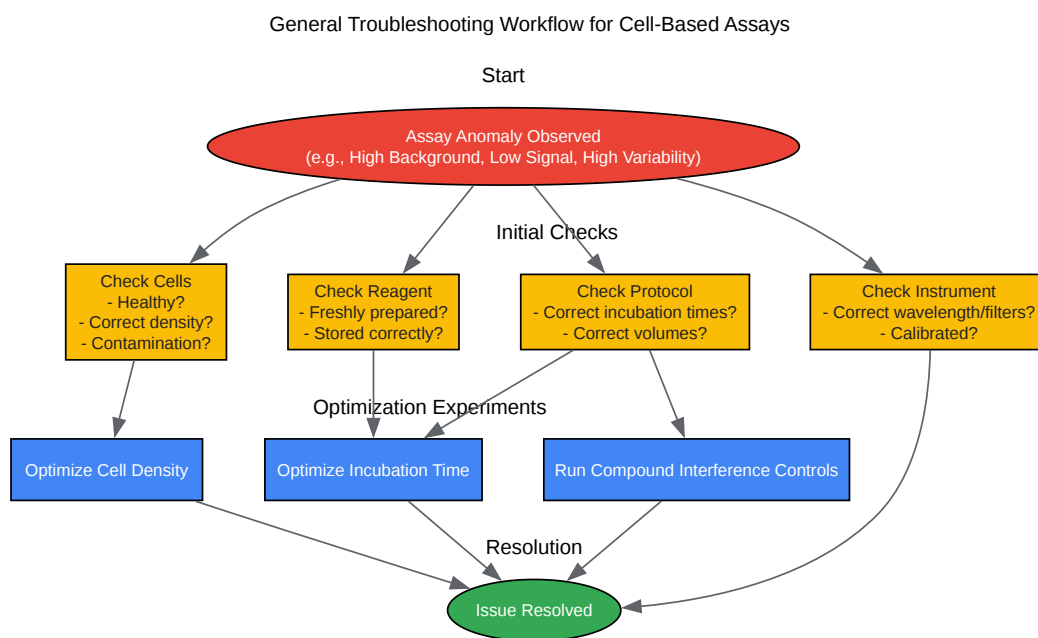 General Troubleshooting Workflow for Cell-Based Assays
Start
Assay Anomaly Observed
(e.g., High Background, Low Signal, High Variability)
Initial Checks
Check Cells
- Healthy?
- Correct density?
- Contamination?
Check Reagent
- Freshly prepared?
- Stored correctly?
Check Protocol
- Correct incubation times?
- Correct volumes?
Check Instrument
- Correct wavelength/filters?
- Calibrated?
Optimization Experiments
Optimize Cell Density
Optimize Incubation Time
Run Compound Interference Controls
Resolution
Issue Resolved